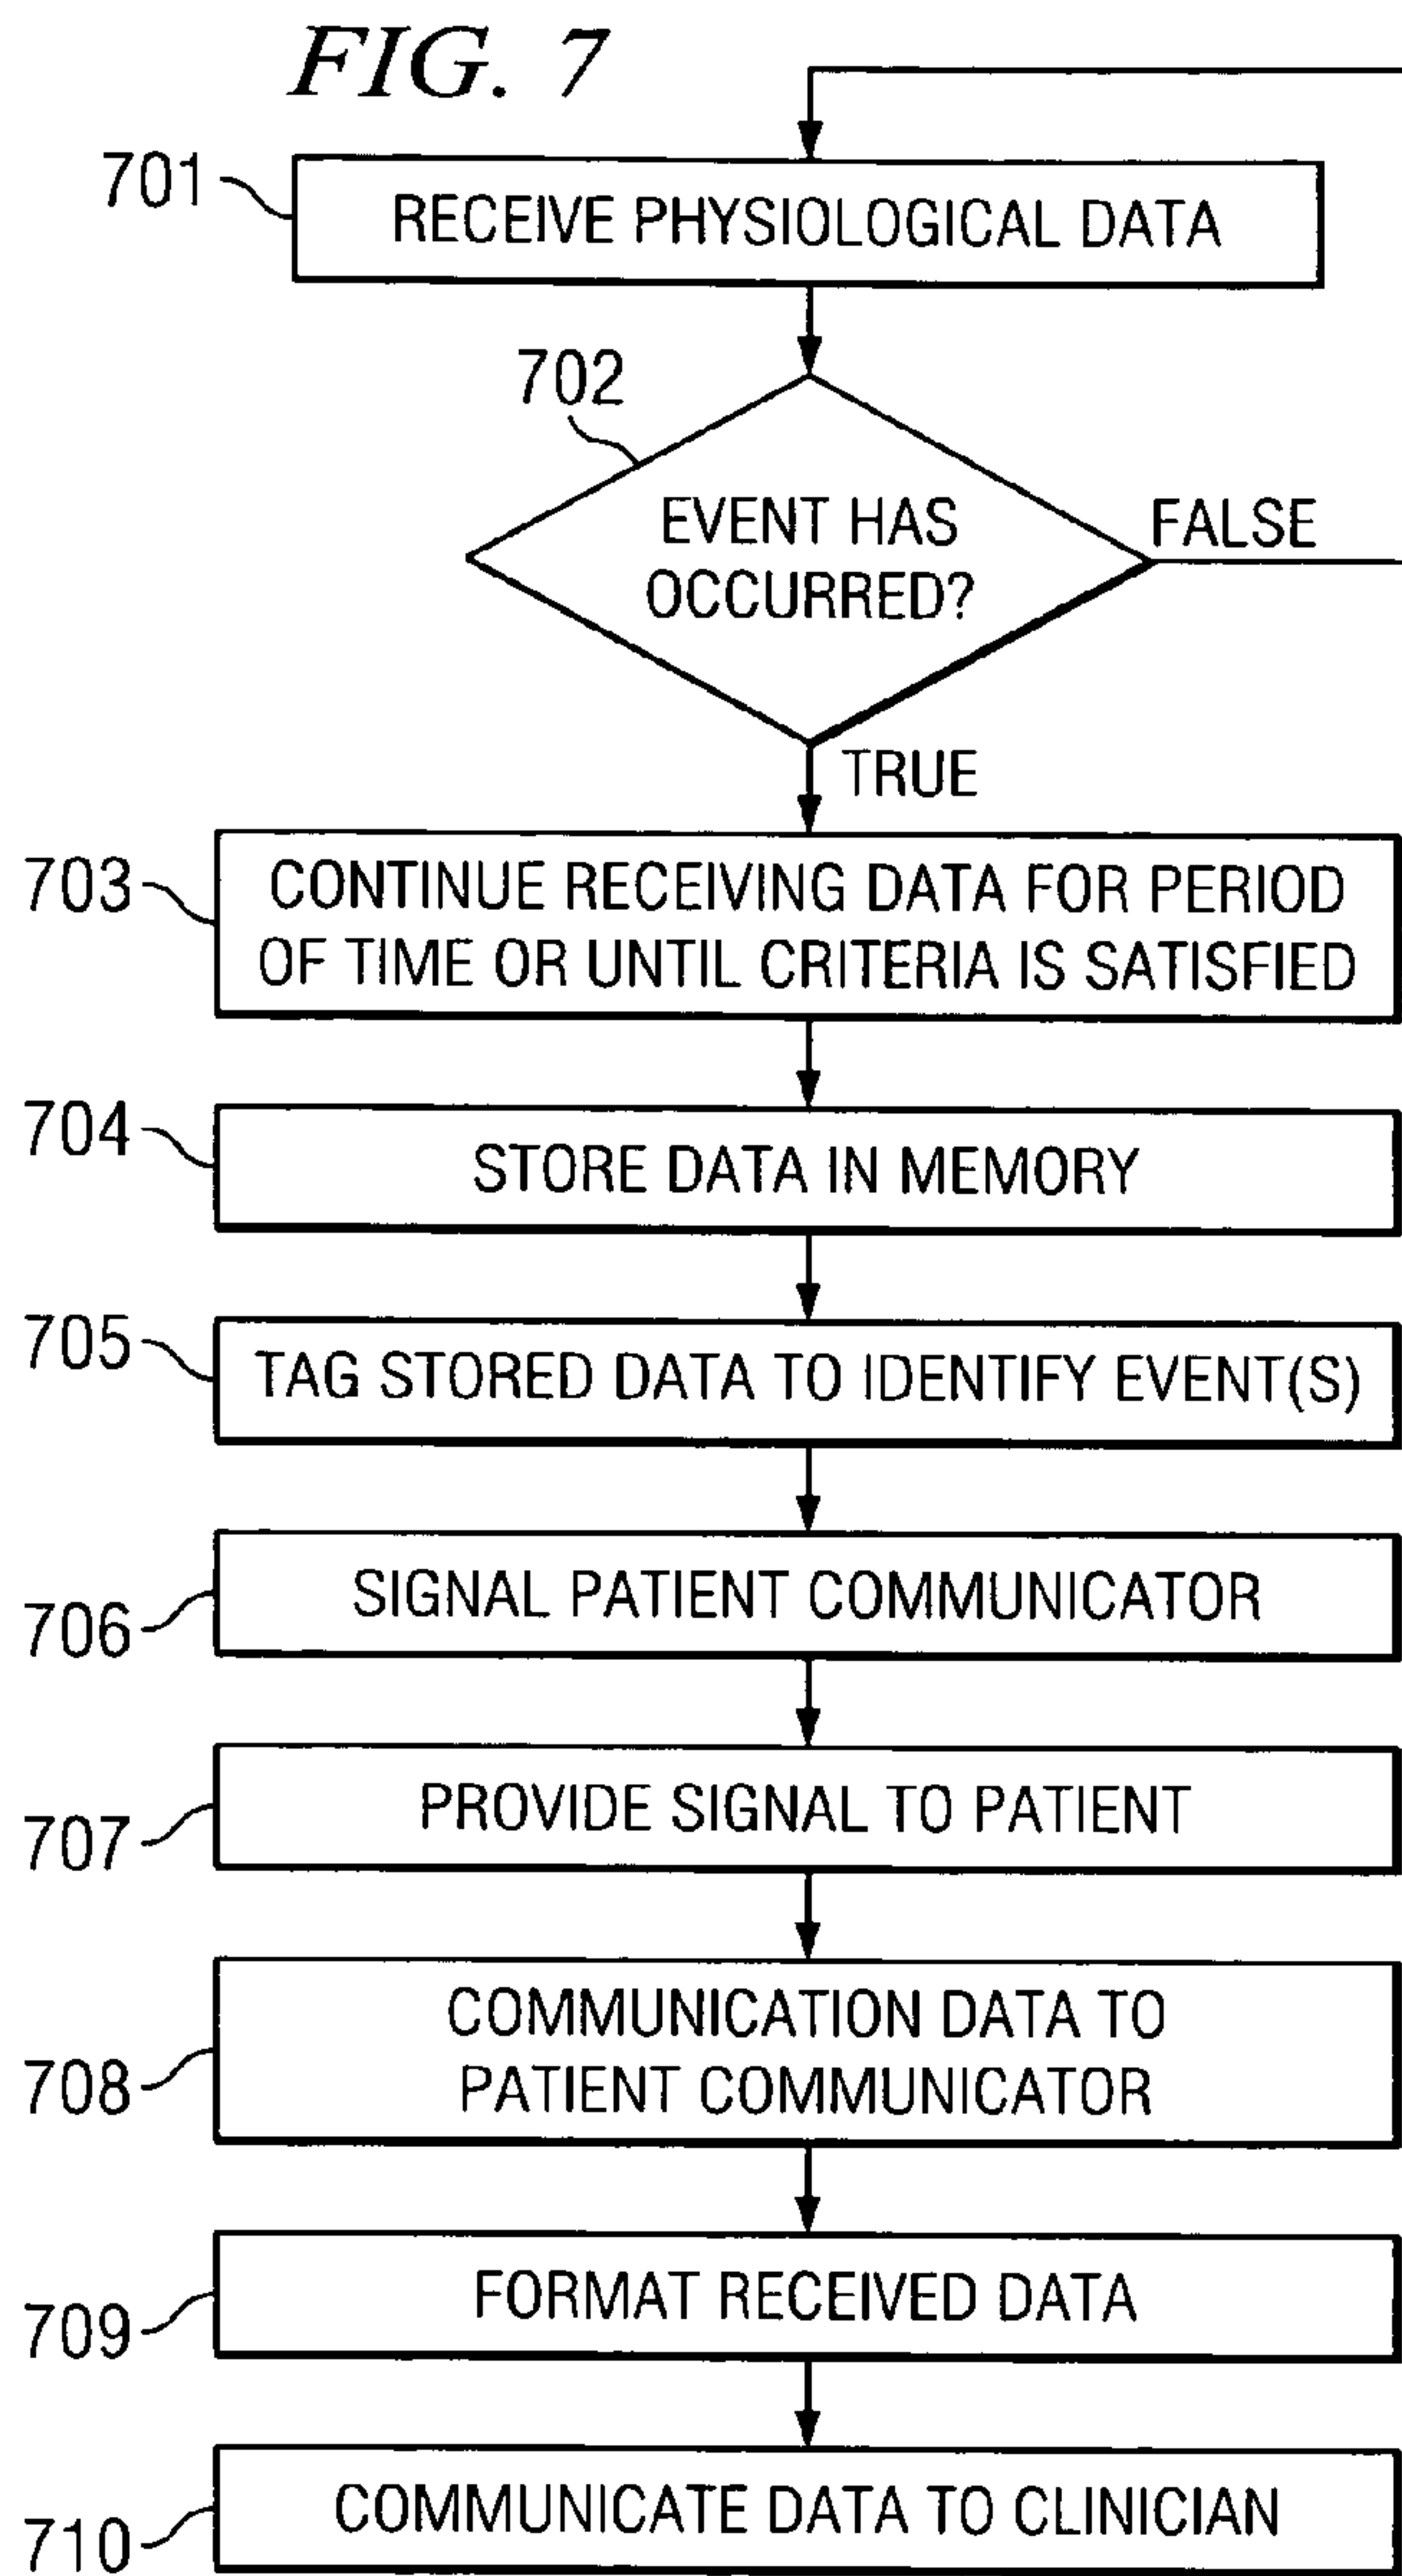 FIG. 7
701
RECEIVE PHYSIOLOGICAL DATA
702
EVENT HAS
OCCURRED?
FALSE
TRUE
703
CONTINUE RECEIVING DATA FOR PERIOD
OF TIME OR UNTIL CRITERIA IS SATISFIED
704
STORE DATA IN MEMORY
705
TAG STORED DATA TO IDENTIFY EVENT(S)
706
SIGNAL PATIENT COMMUNICATOR
707
PROVIDE SIGNAL TO PATIENT
708
COMMUNICATION DATA TO
PATIENT COMMUNICATOR
709
FORMAT RECEIVED DATA
710
COMMUNICATE DATA TO CLINICIAN